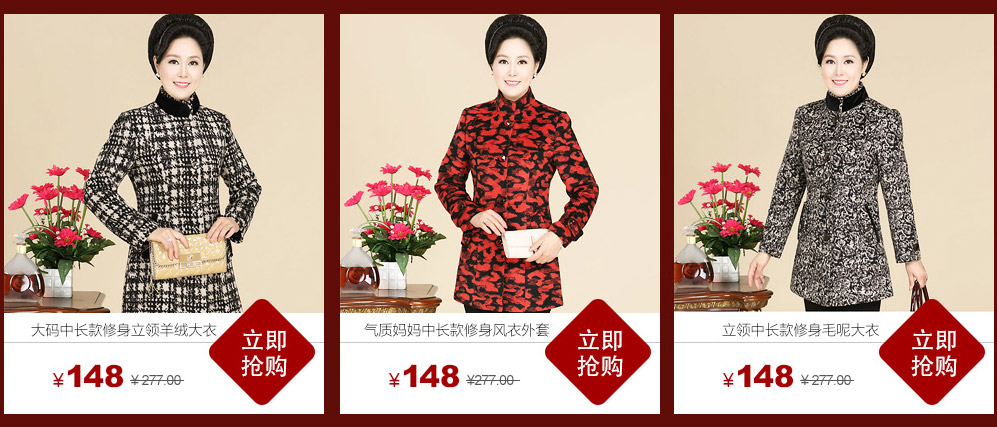 大码中长款修身立领羊绒大衣
¥148 ¥277.00
立即
抢购
气质妈妈中长款修身风衣外套
¥148 ¥277.00
立即
抢购
立领中长款修身毛呢大衣
¥148 ¥277.00
立即
抢购